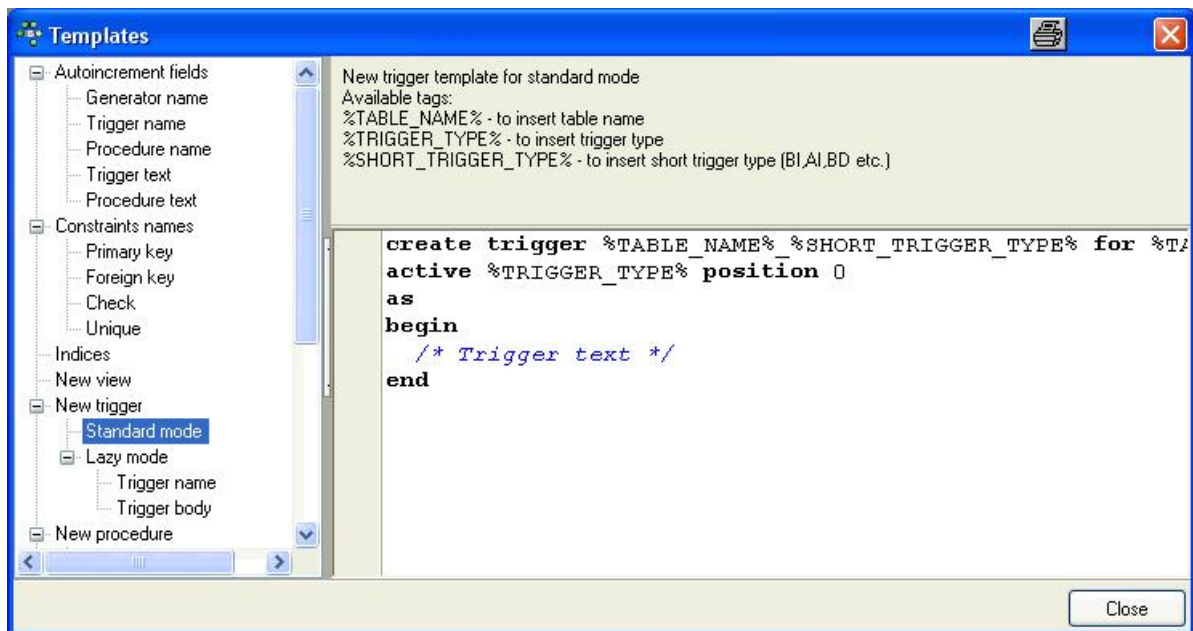 Templates
Autoincrement fields
Generator name
Trigger name
Procedure name
Trigger text
Procedure text
Constraints names
Primary key
Foreign key
Check
Unique
Indices
New view
New trigger
Standard mode
Lazy mode
Trigger name
Trigger body
New procedure
New trigger template for standard mode
Available tags:
%TABLE_NAME% - to insert table name
%TRIGGER_TYPE% - to insert trigger type
%SHORT_TRIGGER_TYPE% - to insert short trigger type (BI,AI,BD etc.)
create trigger %TABLE_NAME%_%SHORT_TRIGGER_TYPE% for %TA
active %TRIGGER_TYPE% position 0
as
begin
/* Trigger text */
end
Close